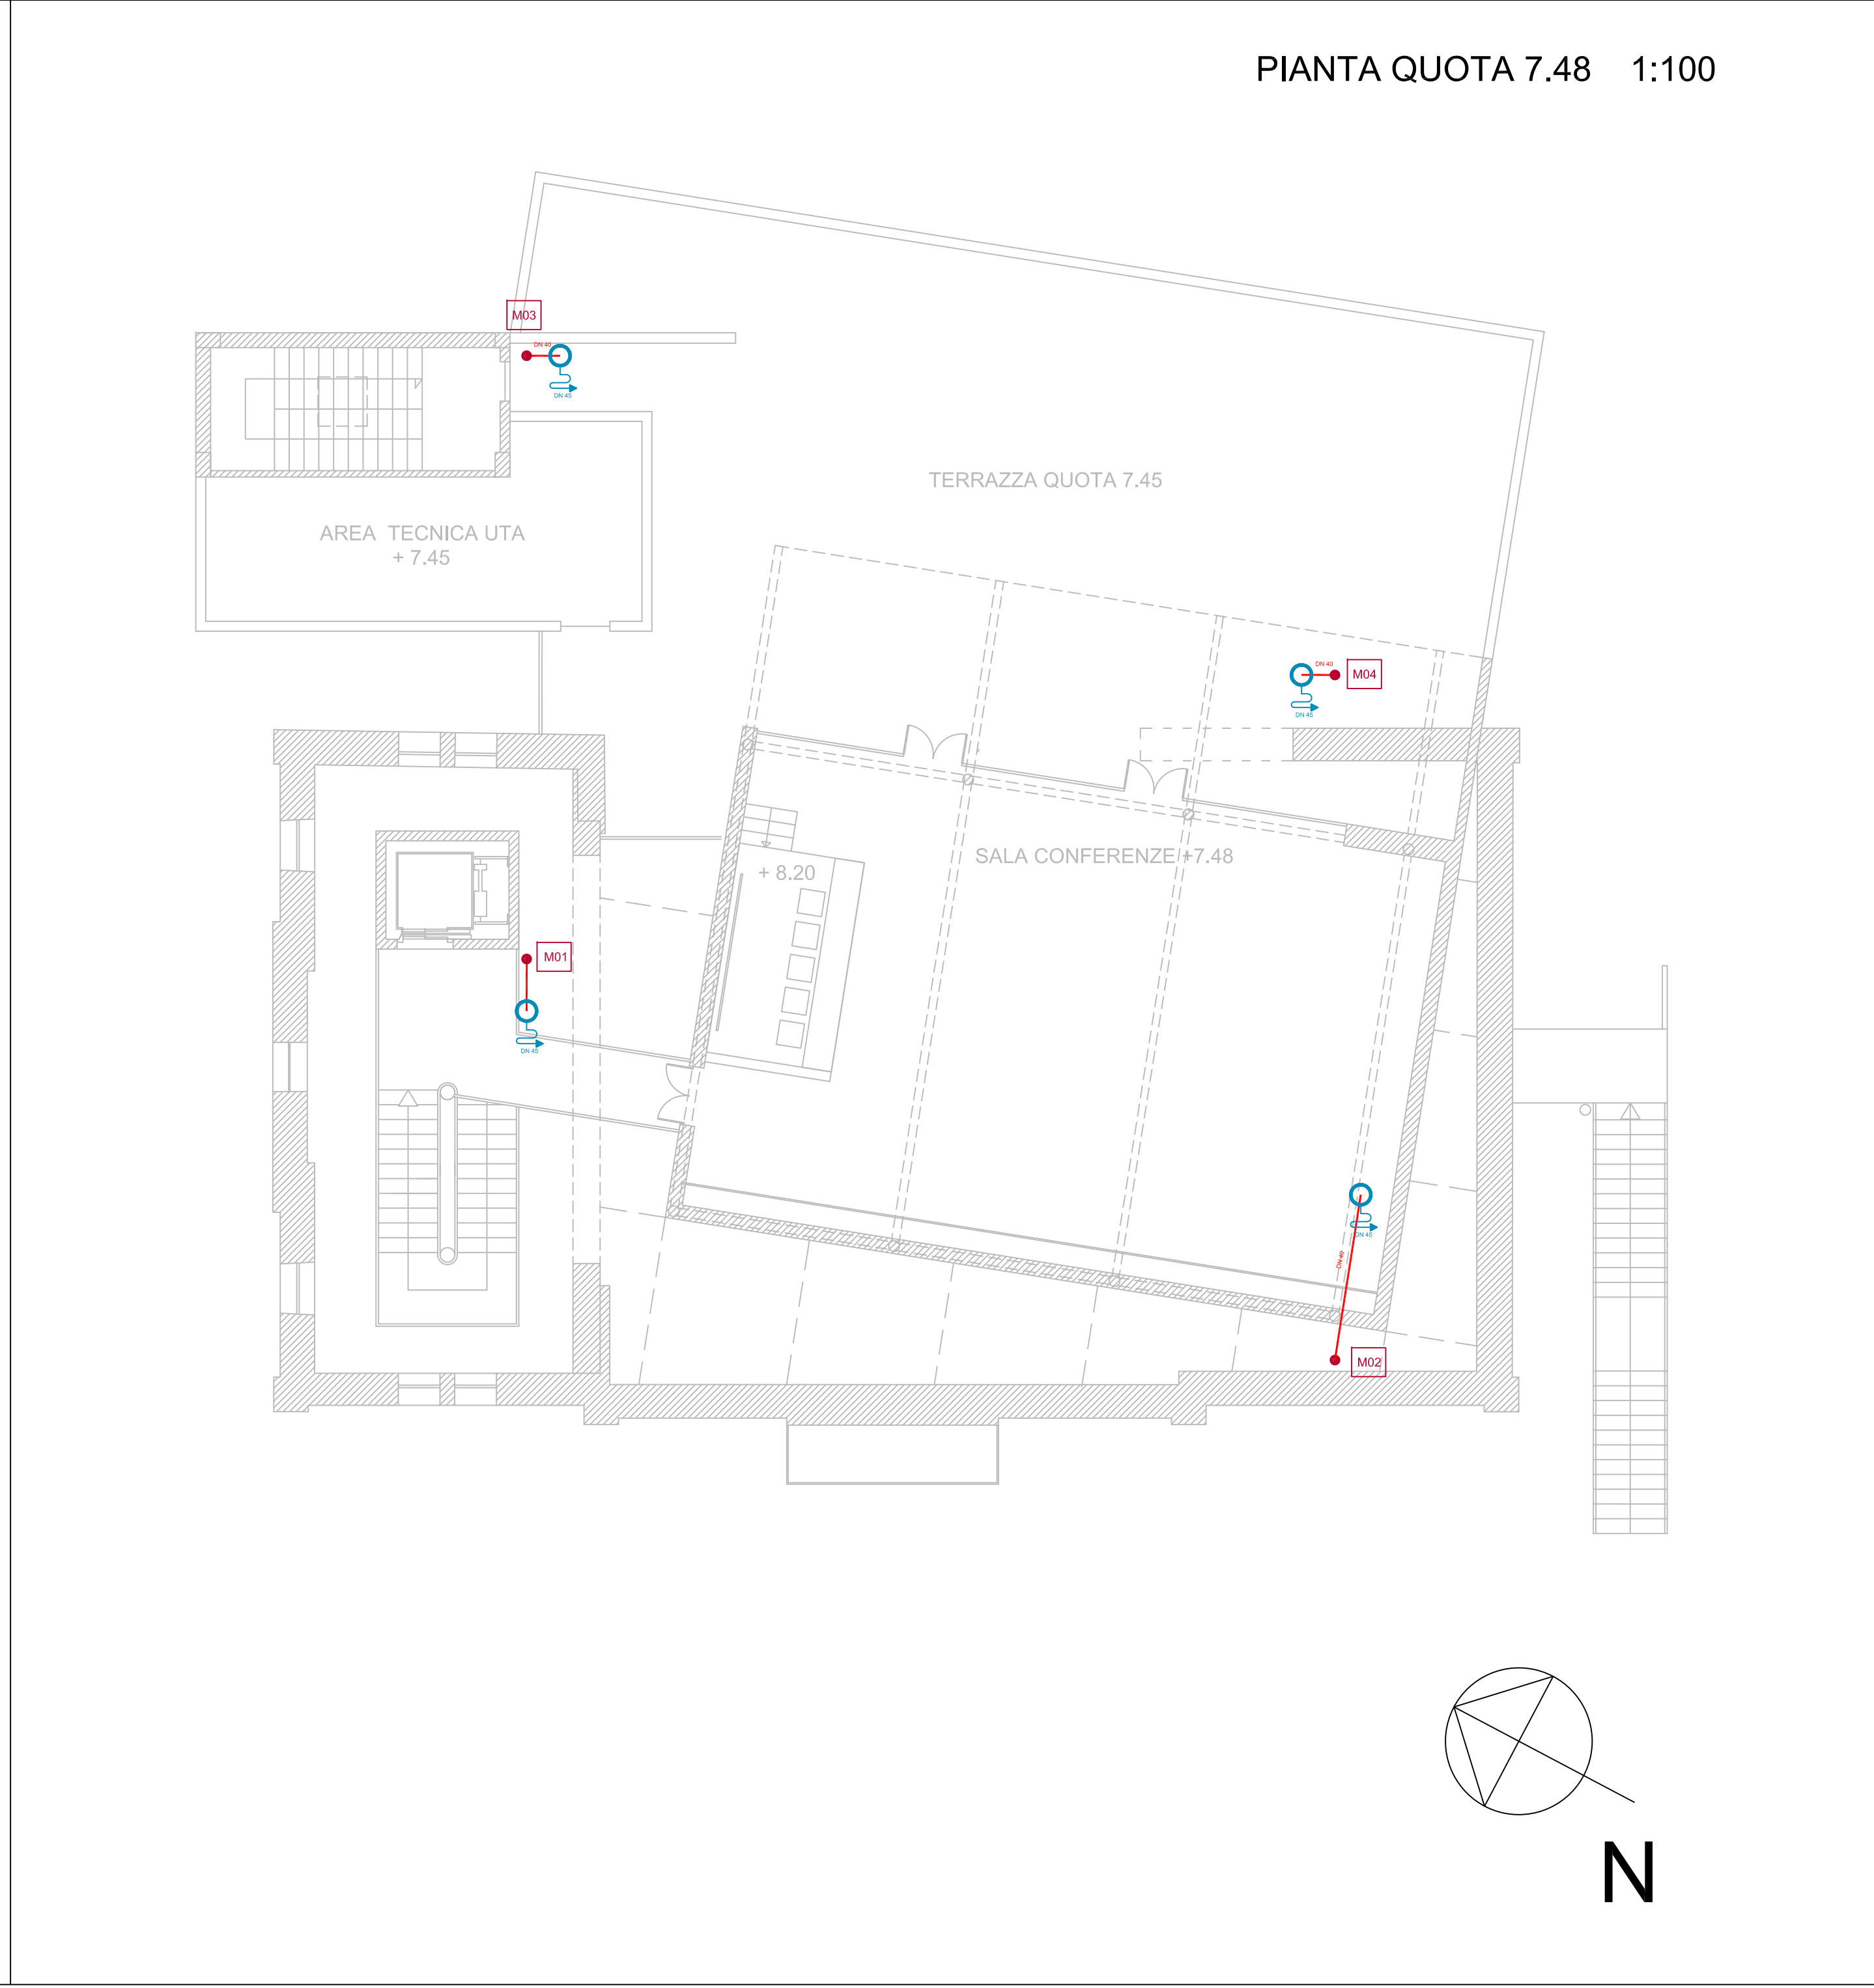 PIANTA QUOTA 7.48 1:100
M03
DN 40
DN 45
TERRAZZA QUOTA 7.45
AREA TECNICA UTA
+ 7.45
DN 40
M04
DN 45
SALA CONFERENZE +7.48
+ 8.20
M01
DN 45
DN 45
DN 40
M02
N